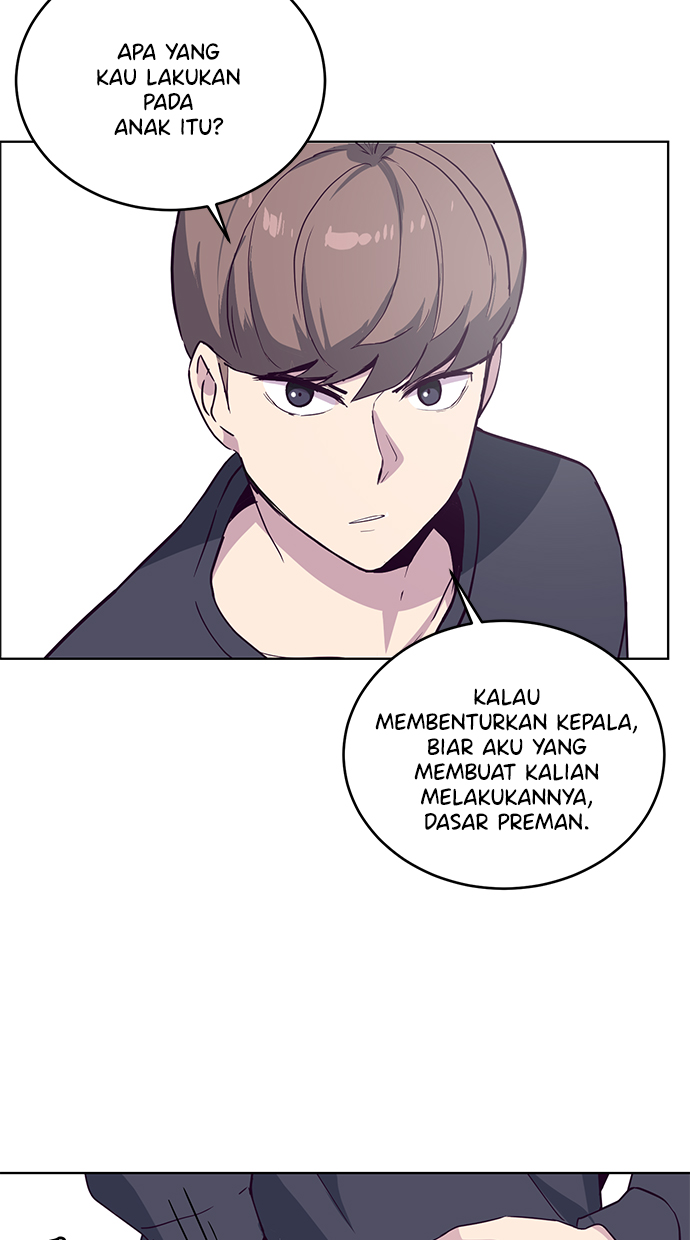 APA YANG
KAU LAKUKAN
PADA
ANAK ITU?
KALAU
MEMBENTURKAN KEPALA,
BIAR AKU YANG
MEMBUAT KALIAN
MELAKUKANNYA,
DASAR PREMAN.